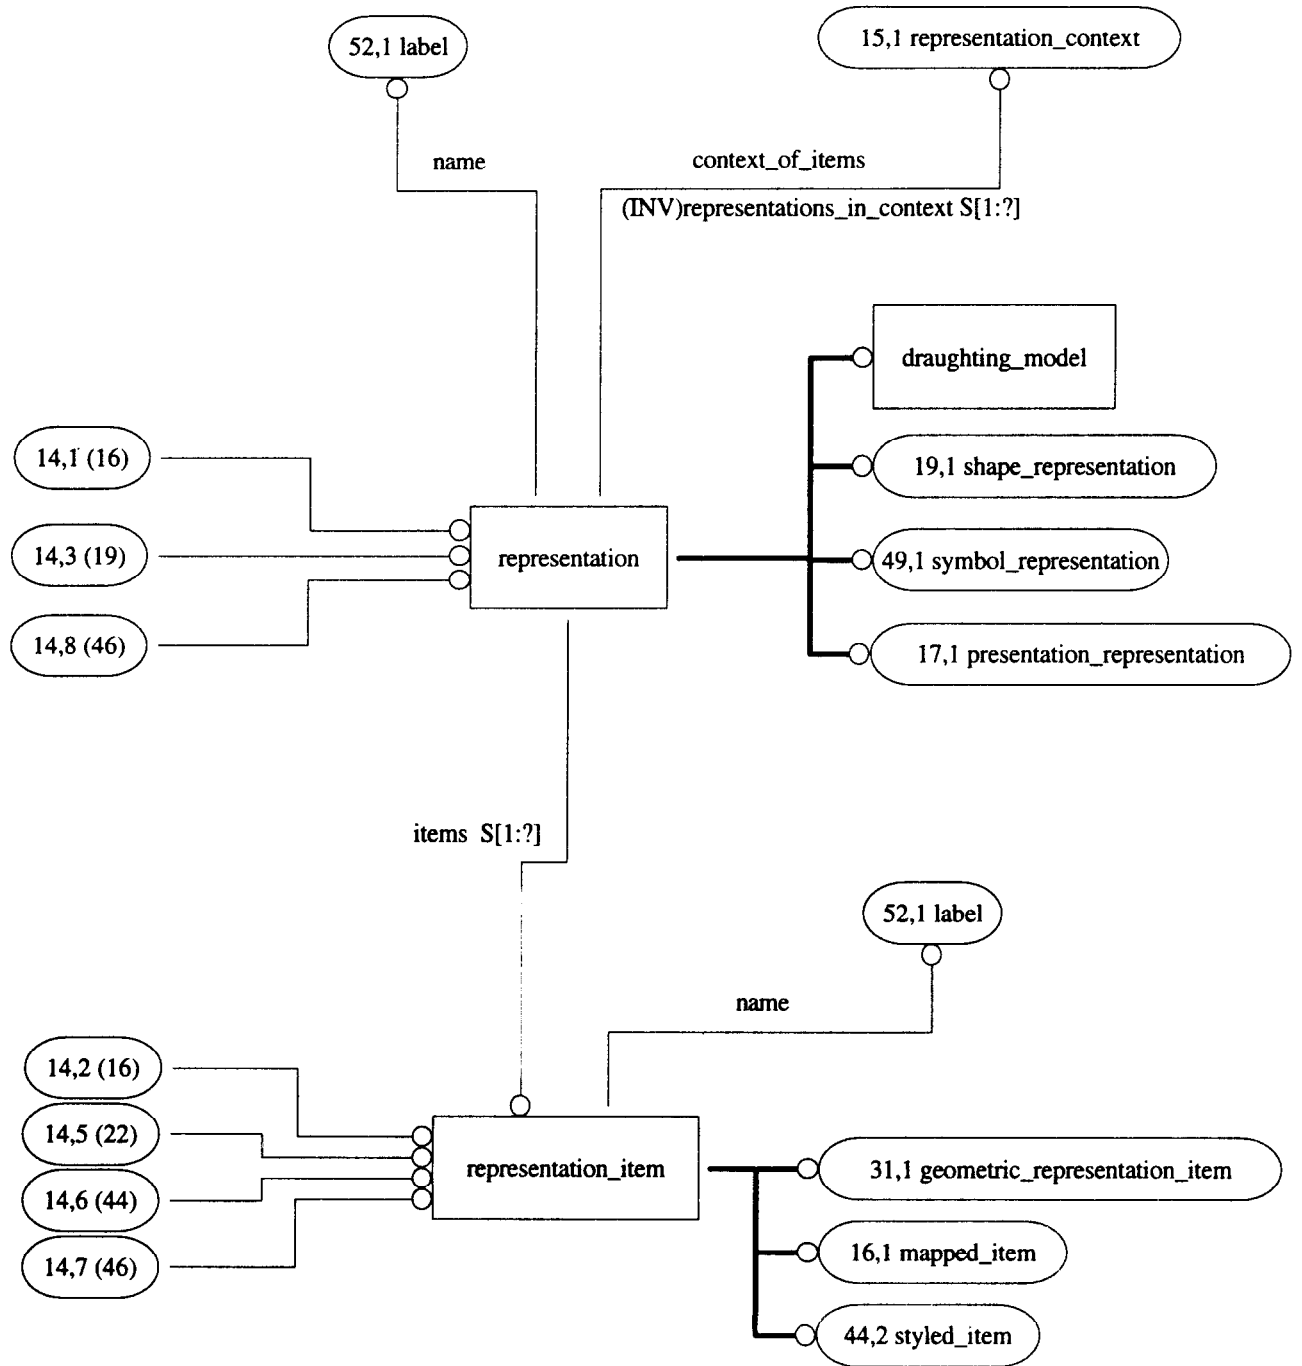 52,1 label
15,1 representation_context
name
context_of_items
(INV)representations_in_context S[1:?]
draughting_model
14,1 (16)
19,1 shape_representation
14,3 (19)
representation
49,1 symbol_representation
14,8 (46)
17,1 presentation_representation
items S[1:?]
52,1 label
name
14,2 (16)
14,5 (22)
representation_item
31,1 geometric_representation_item
14,6 (44)
16,1 mapped_item
14,7 (46)
44,2 styled_item